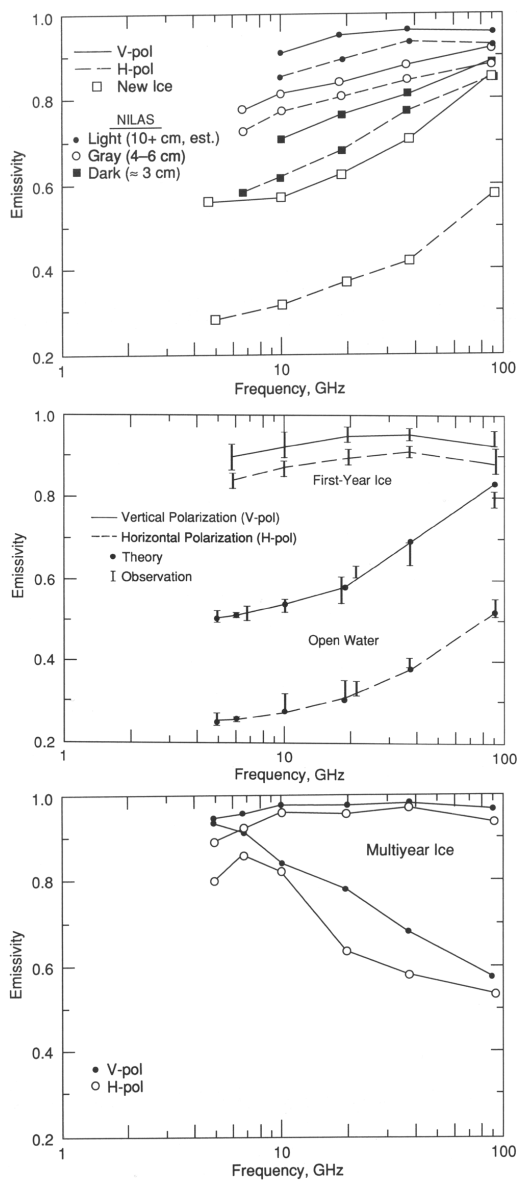 1.0
V-pol
H-pol
New Ice
0.8
NILAS
Light (10+ cm, est.)
Gray (4–6 cm)
Dark (≈ 3 cm)
0.6
Emissivity
0.4
0.2
1
10
100
Frequency, GHz
1.0
First-Year Ice
0.8
Vertical Polarization (V-pol)
Horizontal Polarization (H-pol)
Theory
Observation
0.6
Emissivity
Open Water
0.4
0.2
1
10
100
Frequency, GHz
1.0
Multiyear Ice
0.8
Emissivity
0.6
0.4
V-pol
H-pol
0.2
1
10
100
Frequency, GHz